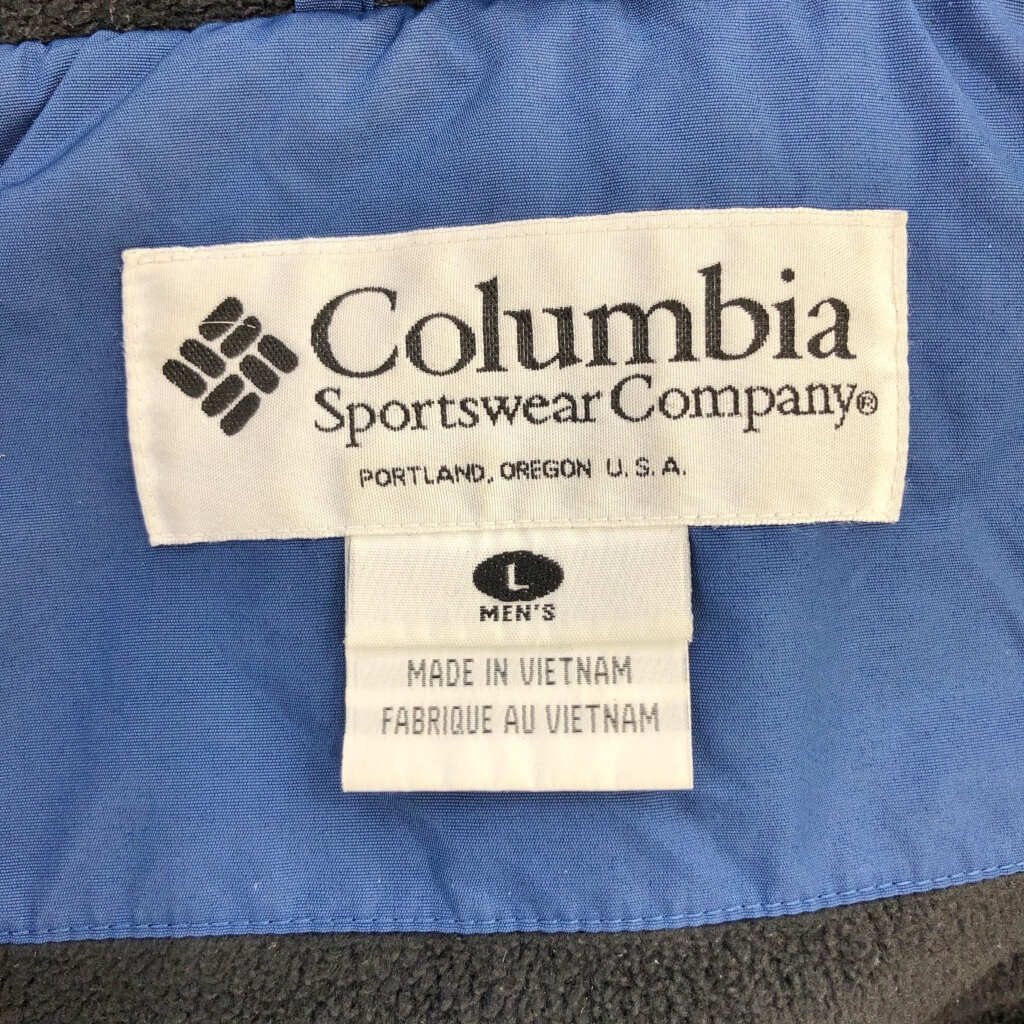 Columbia
Sportswear Company®
PORTLAND, OREGON U.S.A.
L
MEN'S
MADE IN VIETNAM
FABRIQUE AU VIETNAM